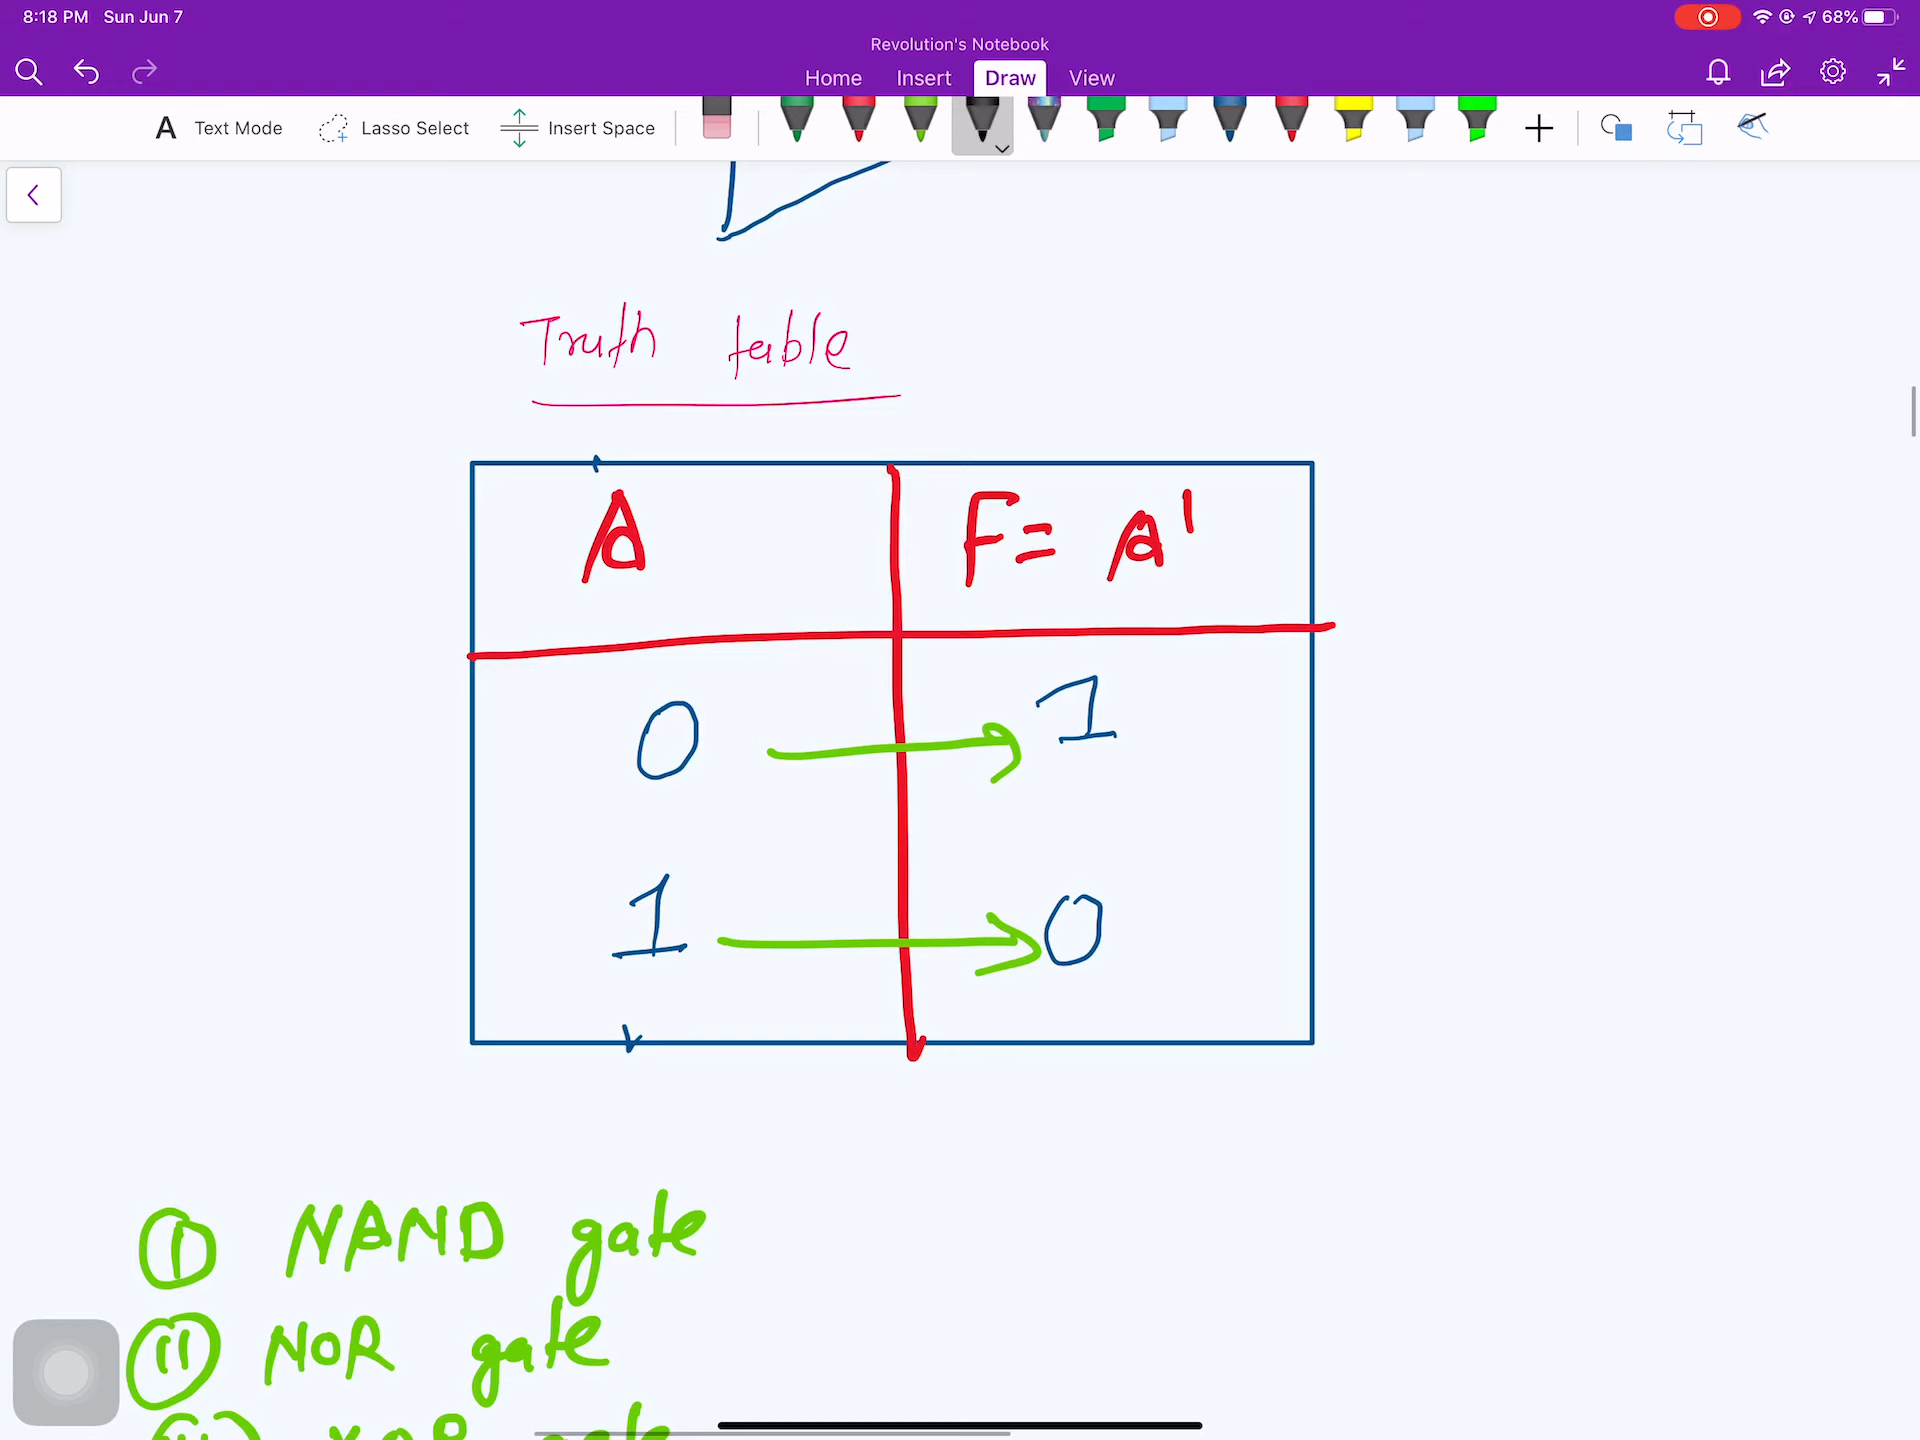 8:18 PM Sun Jun 7
68%
Revolution's Notebook
Home Insert Draw View
A Text Mode Lasso Select Insert Space
Truth table
A F = A'
0 1
1 0
(i) NAND gate
(ii) NOR gate
gate